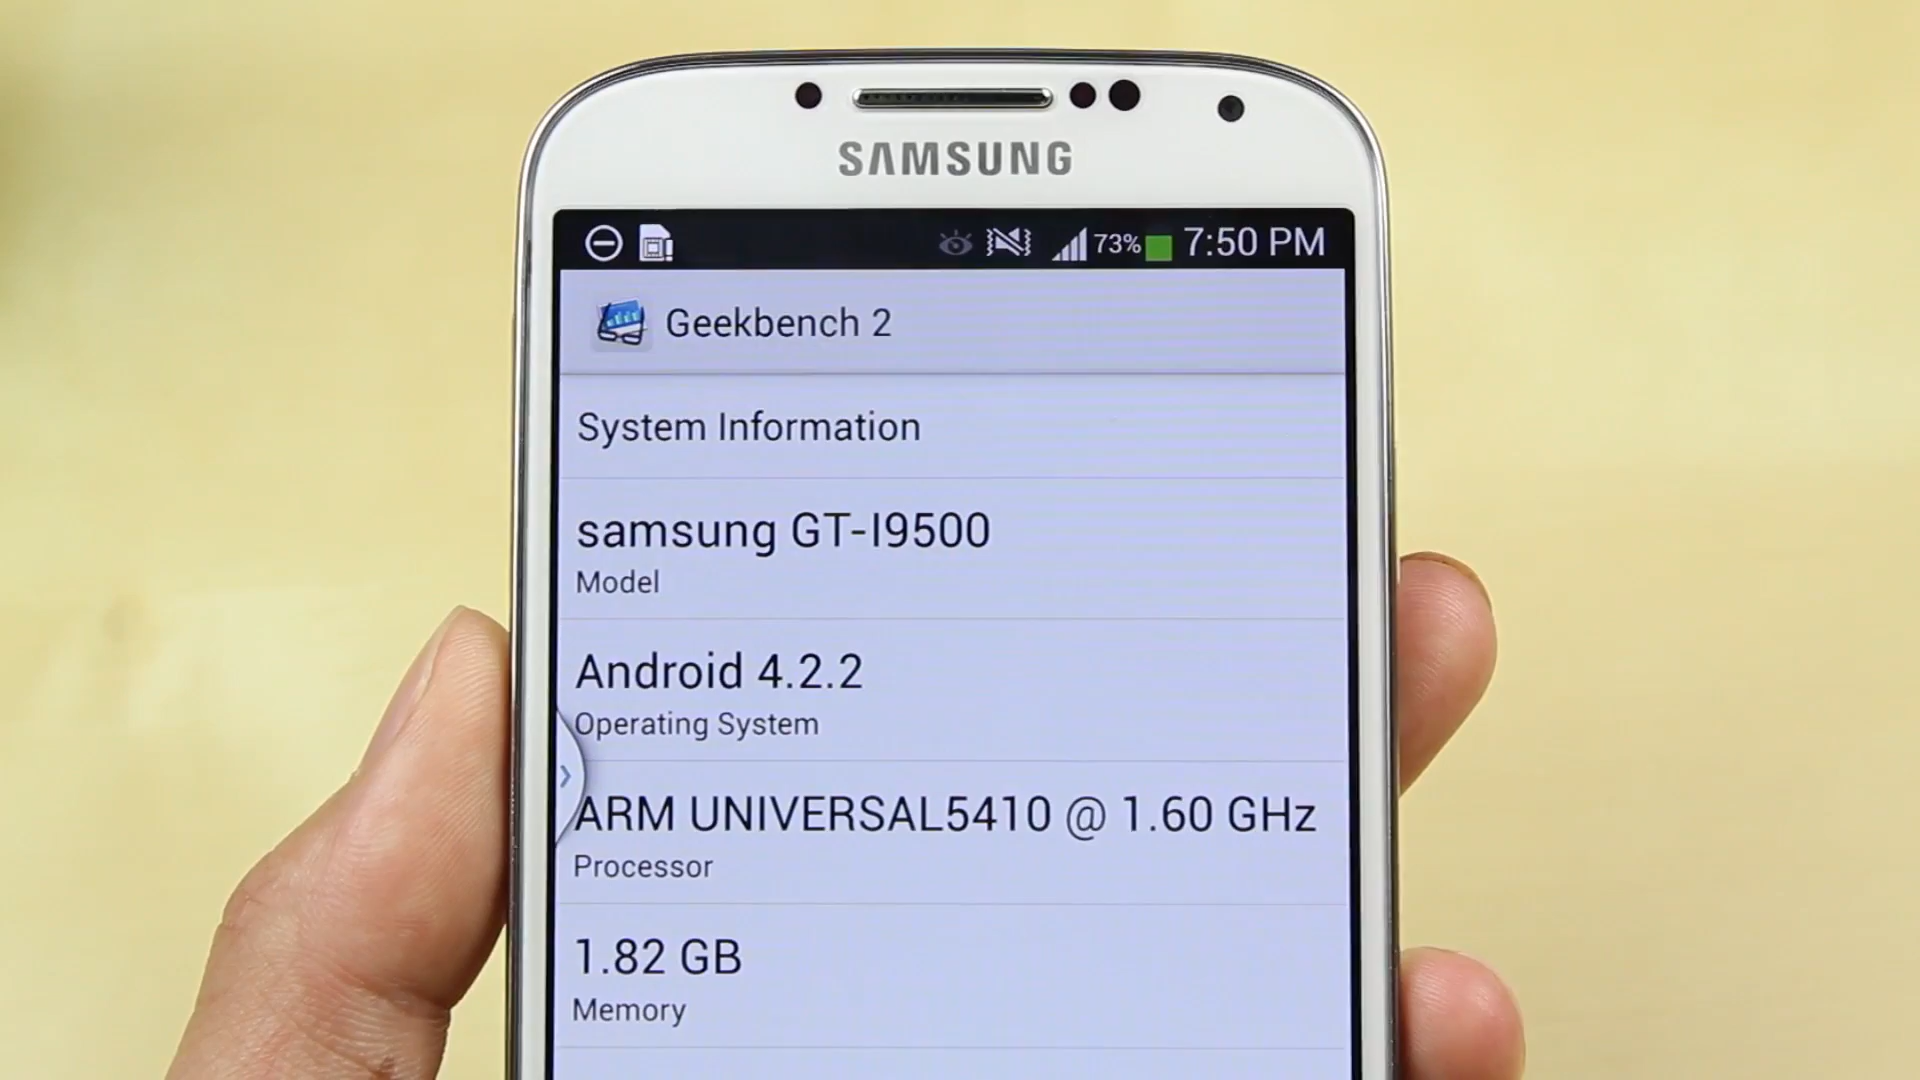 SAMSUNG
73% 7:50 PM
Geekbench 2
System Information
samsung GT-I9500
Model
Android 4.2.2
Operating System
ARM UNIVERSAL5410 @ 1.60 GHz
Processor
1.82 GB
Memory